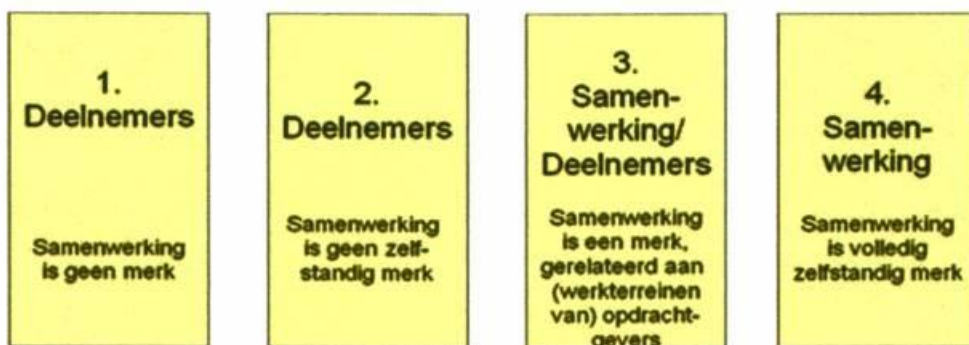 1.
Deelnemers
Samenwerking
is geen merk
2.
Deelnemers
Samenwerking
is geen zelf-
standig merk
3.
Samen-
werking/
Deelnemers
Samenwerking
is een merk,
gerelateerd aan
(werkterreinen
van) opdracht-
gevers
4.
Samen-
werking
Samenwerking
is volledig
zelfstandig merk